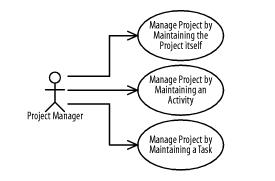 Manage Project by
Maintaining the
Project itself
Manage Project by
Maintaining an
Activity
Project Manager
Manage Project by
Maintaining a Task